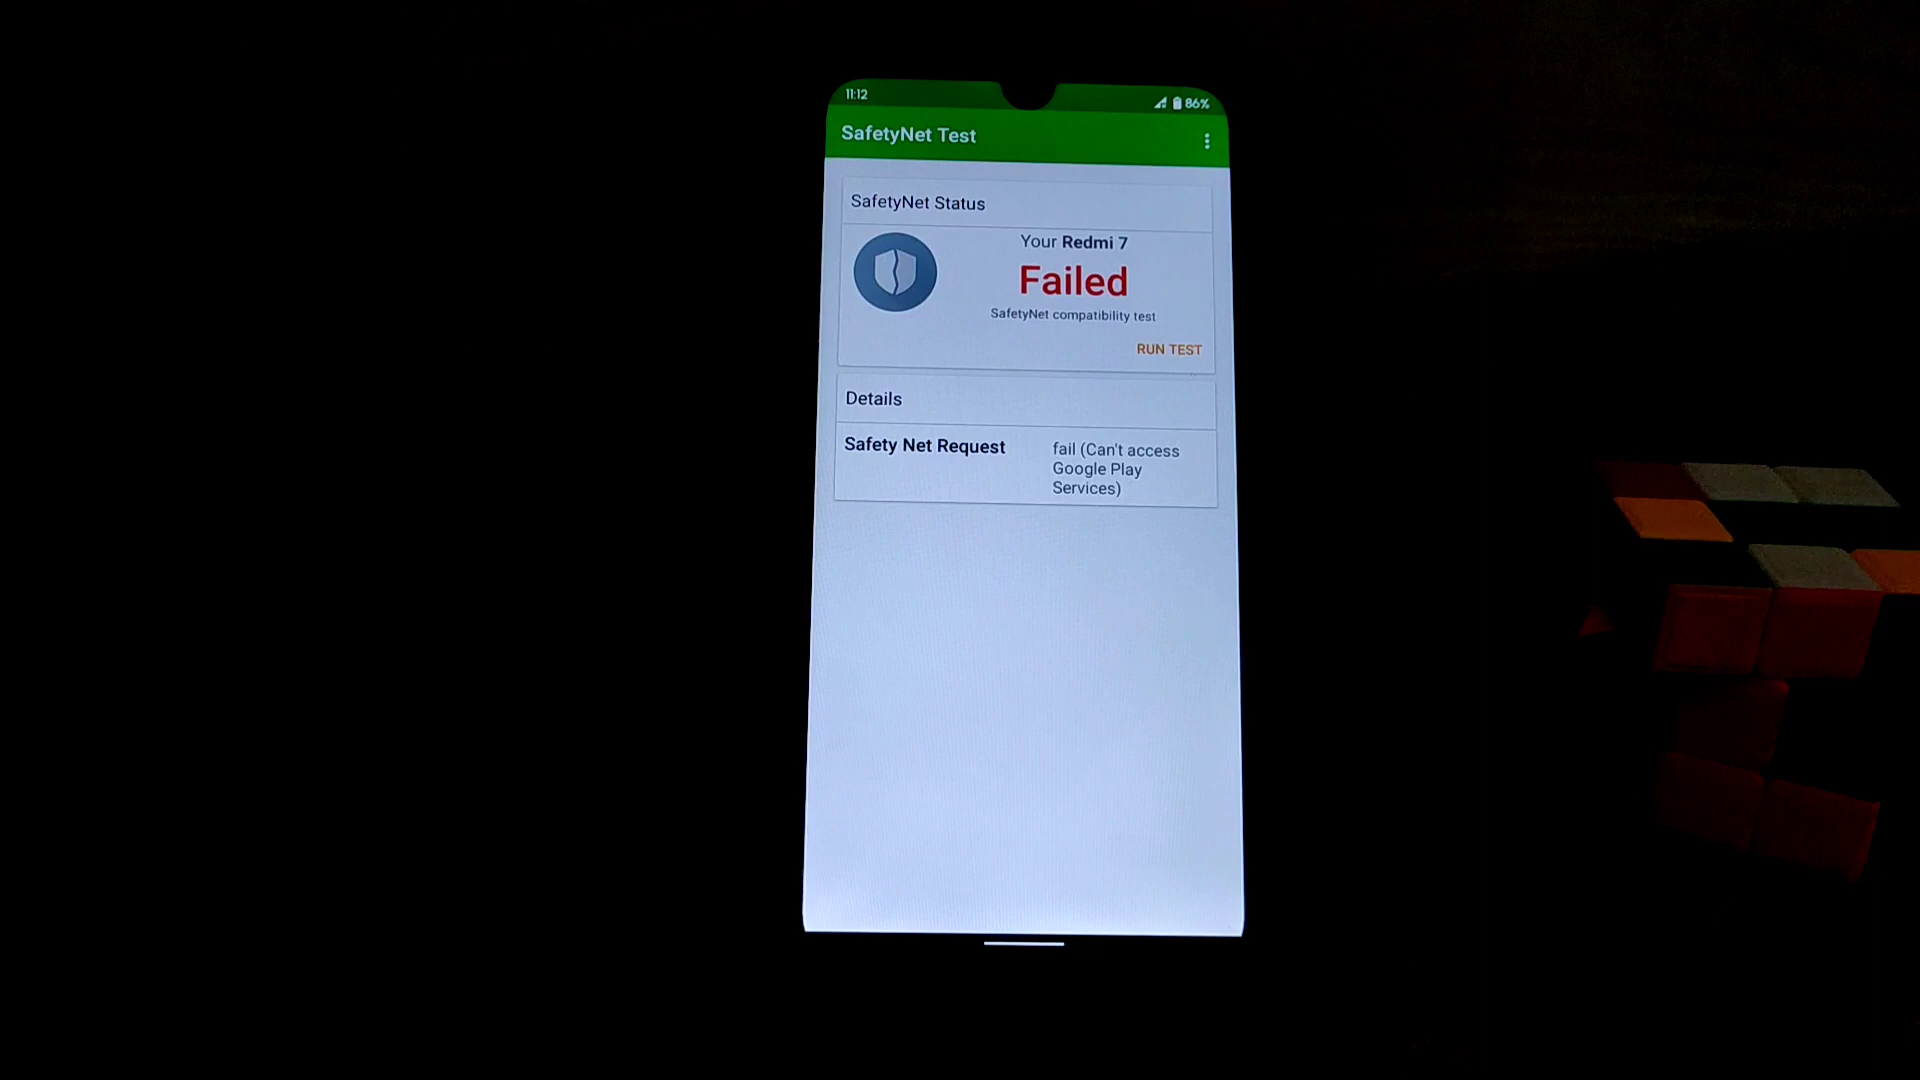 11:12
86%
SafetyNet Test
SafetyNet Status
Your Redmi 7
Failed
SafetyNet compatibility test
RUN TEST
Details
Safety Net Request
fail (Can't access
Google Play
Services)